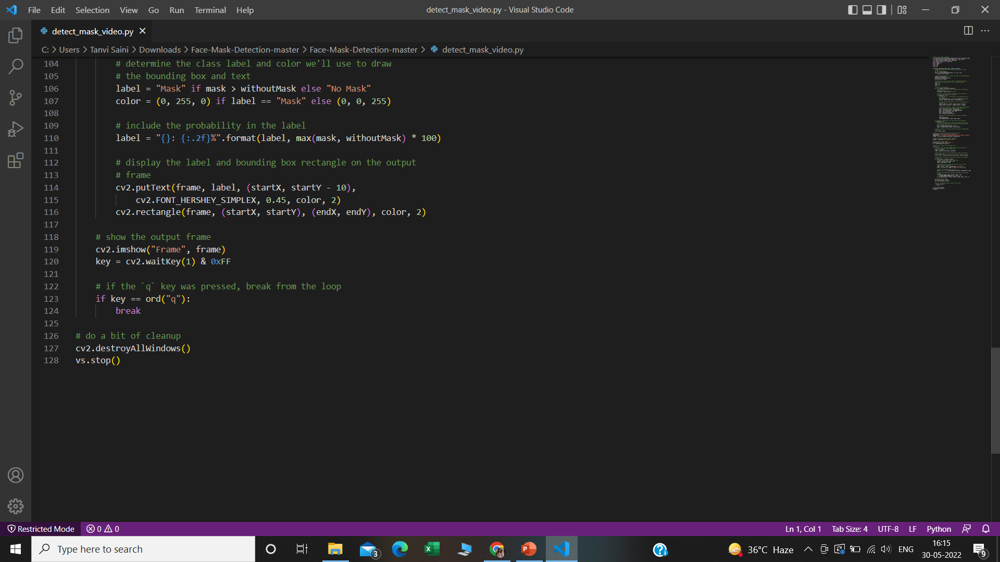 File Edit Selection View Go Run Terminal Help
detect_mask_video.py - Visual Studio Code
detect_mask_video.py
C: > Users > Tanvi Saini > Downloads > Face-Mask-Detection-master > Face-Mask-Detection-master > detect_mask_video.py
104 # determine the class label and color we'll use to draw
105 # the bounding box and text
106 label = "Mask" if mask > withoutMask else "No Mask"
107 color = (0, 255, 0) if label == "Mask" else (0, 0, 255)
108
109 # include the probability in the label
110 label = "{}: {:.2f}%".format(label, max(mask, withoutMask) * 100)
111
112 # display the label and bounding box rectangle on the output
113 # frame
114 cv2.putText(frame, label, (startX, startY - 10),
115 cv2.FONT_HERSHEY_SIMPLEX, 0.45, color, 2)
116 cv2.rectangle(frame, (startX, startY), (endX, endY), color, 2)
117
118 # show the output frame
119 cv2.imshow("Frame", frame)
120 key = cv2.waitKey(1) & 0xFF
121
122 # if the `q` key was pressed, break from the loop
123 if key == ord("q"):
124 break
125
126 # do a bit of cleanup
127 cv2.destroyAllWindows()
128 vs.stop()
Restricted Mode 0 0
Ln 1, Col 1 Tab Size: 4 UTF-8 LF Python
Type here to search
3
36°C Haze
ENG
16:15
30-05-2022
9